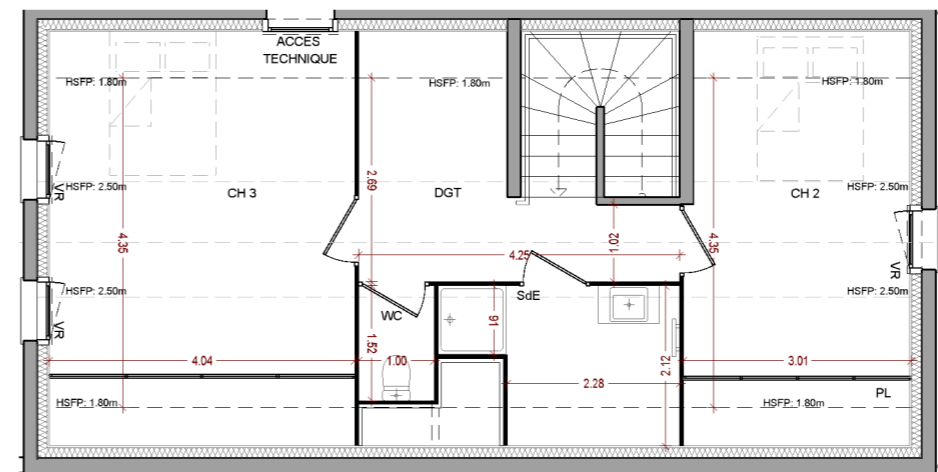 ACCES
TECHNIQUE
HSFP: 1.80m
HSFP: 1.80m
HSFP: 1.80m
HSFP: 2.50m
VR
CH 3
2.69
DGT
CH 2
HSFP: 2.50m
4.35
4.25
1.02
4.35
VR
HSFP: 2.50m
VR
WC
SdE
HSFP: 2.50m
1.52
91
4.04
1.00
2.28
2.12
3.01
HSFP: 1.80m
HSFP: 1.80m
PL